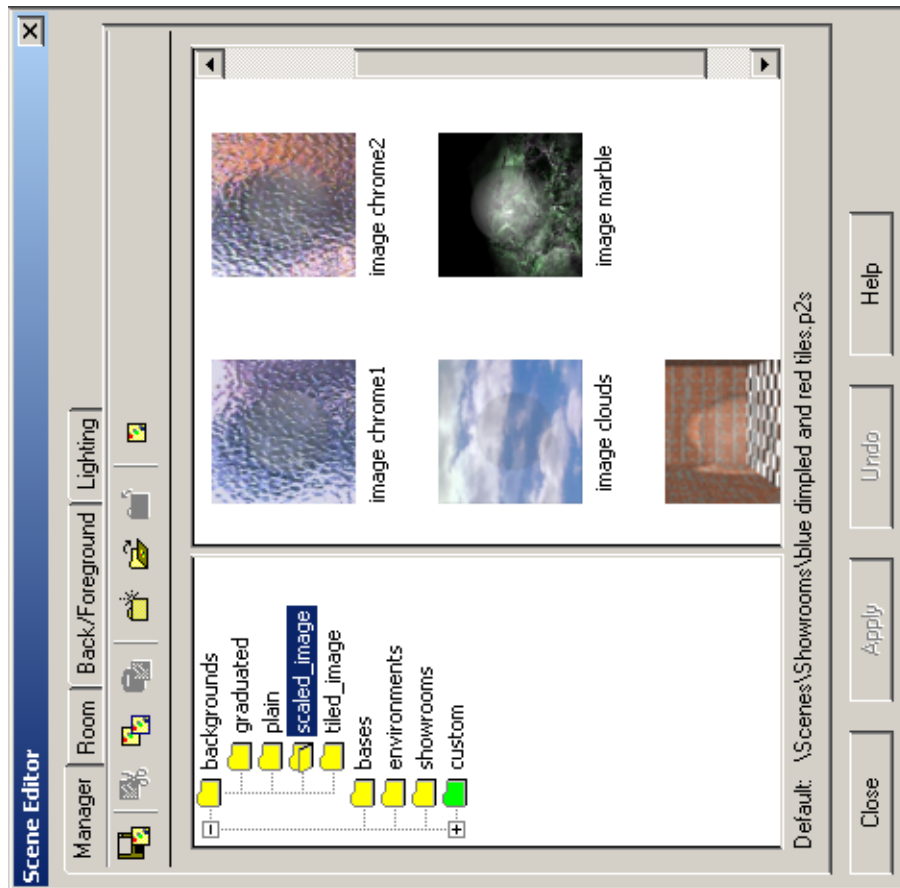 Scene Editor
Manager
Room
Back/Foreground
Lighting
backgrounds
graduated
plain
scaled_image
tiled_image
bases
environments
showrooms
custom
image chrome1
image chrome2
image clouds
image marble
Default: \Scenes\Showrooms\blue dimpled and red tiles.p2s
Close
Apply
Undo
Help